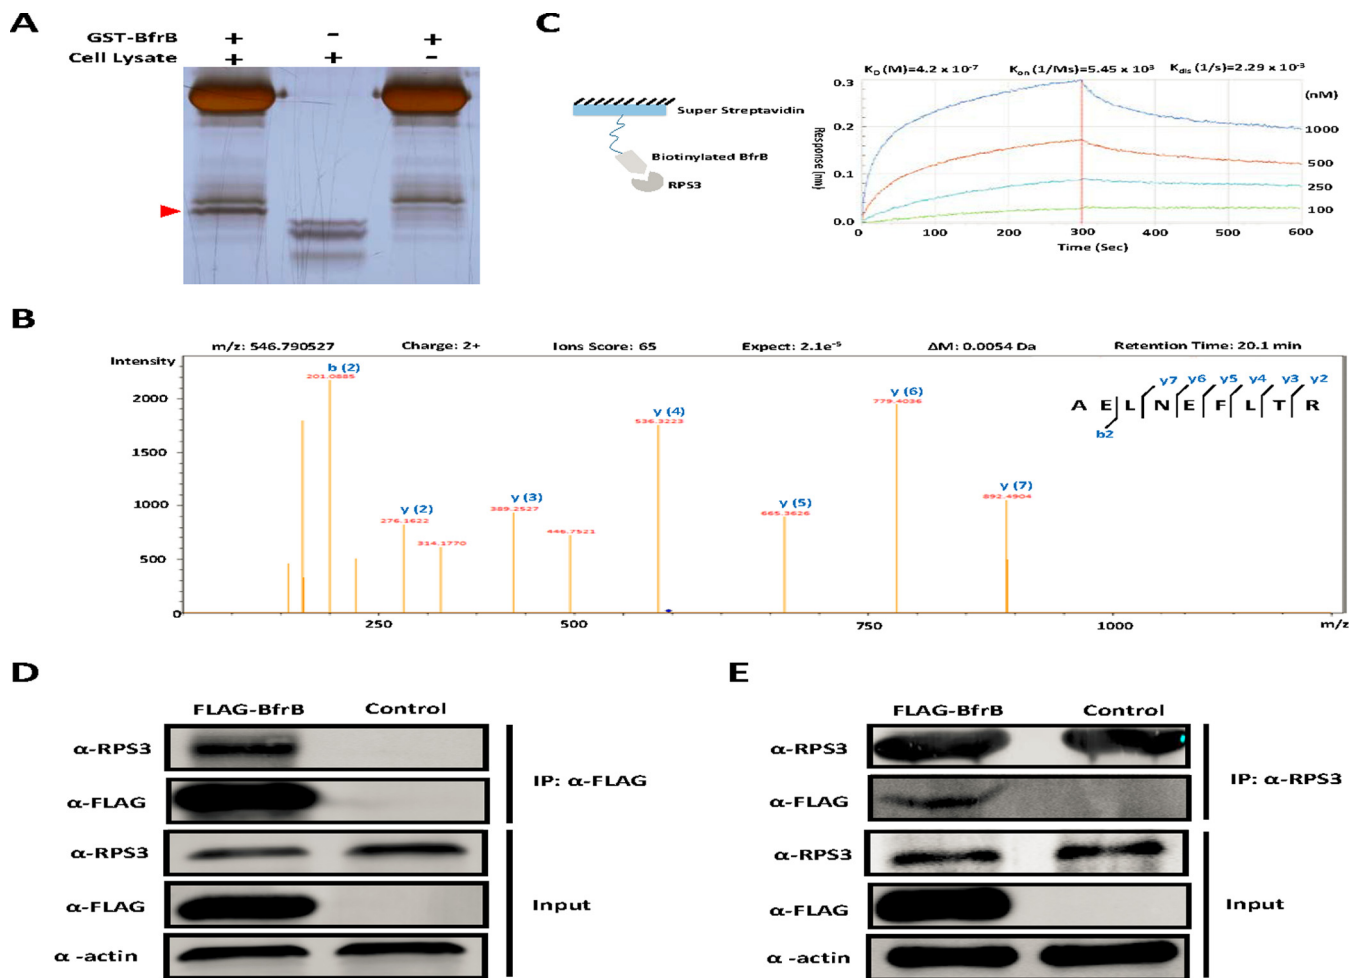 A
GST-BfrB + - +
Cell Lysate + + -
C
Super Streptavidin
Biotinylated BfrB
RPS3
K_D (M)=4.2 x 10⁻⁷ K_on (1/Ms)=5.45 x 10³ K_dis (1/s)=2.29 x 10⁻³
(nM)
Response (nm)
0.3
0.2
0.1
0.0
1000
500
250
100
0 100 200 300 400 500 600
Time (Sec)
B
m/z: 546.790527 Charge: 2+ Ions Score: 65 Expect: 2.1e⁻⁵ ΔM: 0.0054 Da Retention Time: 20.1 min
Intensity
2000
1500
1000
500
0
b (2)
201.0885
y (2)
276.1622
314.1770
y (3)
389.2527
446.7521
y (4)
536.3223
y (5)
665.3626
y (6)
779.4036
y (7)
892.4904
y7 y6 y5 y4 y3 y2
A E L N E F L T R
b2
250 500 750 1000 m/z
D
FLAG-BfrB Control
α-RPS3
α-FLAG
IP: α-FLAG
α-RPS3
α-FLAG
α -actin
Input
E
FLAG-BfrB Control
α-RPS3
α-FLAG
IP: α-RPS3
α-RPS3
α-FLAG
α -actin
Input